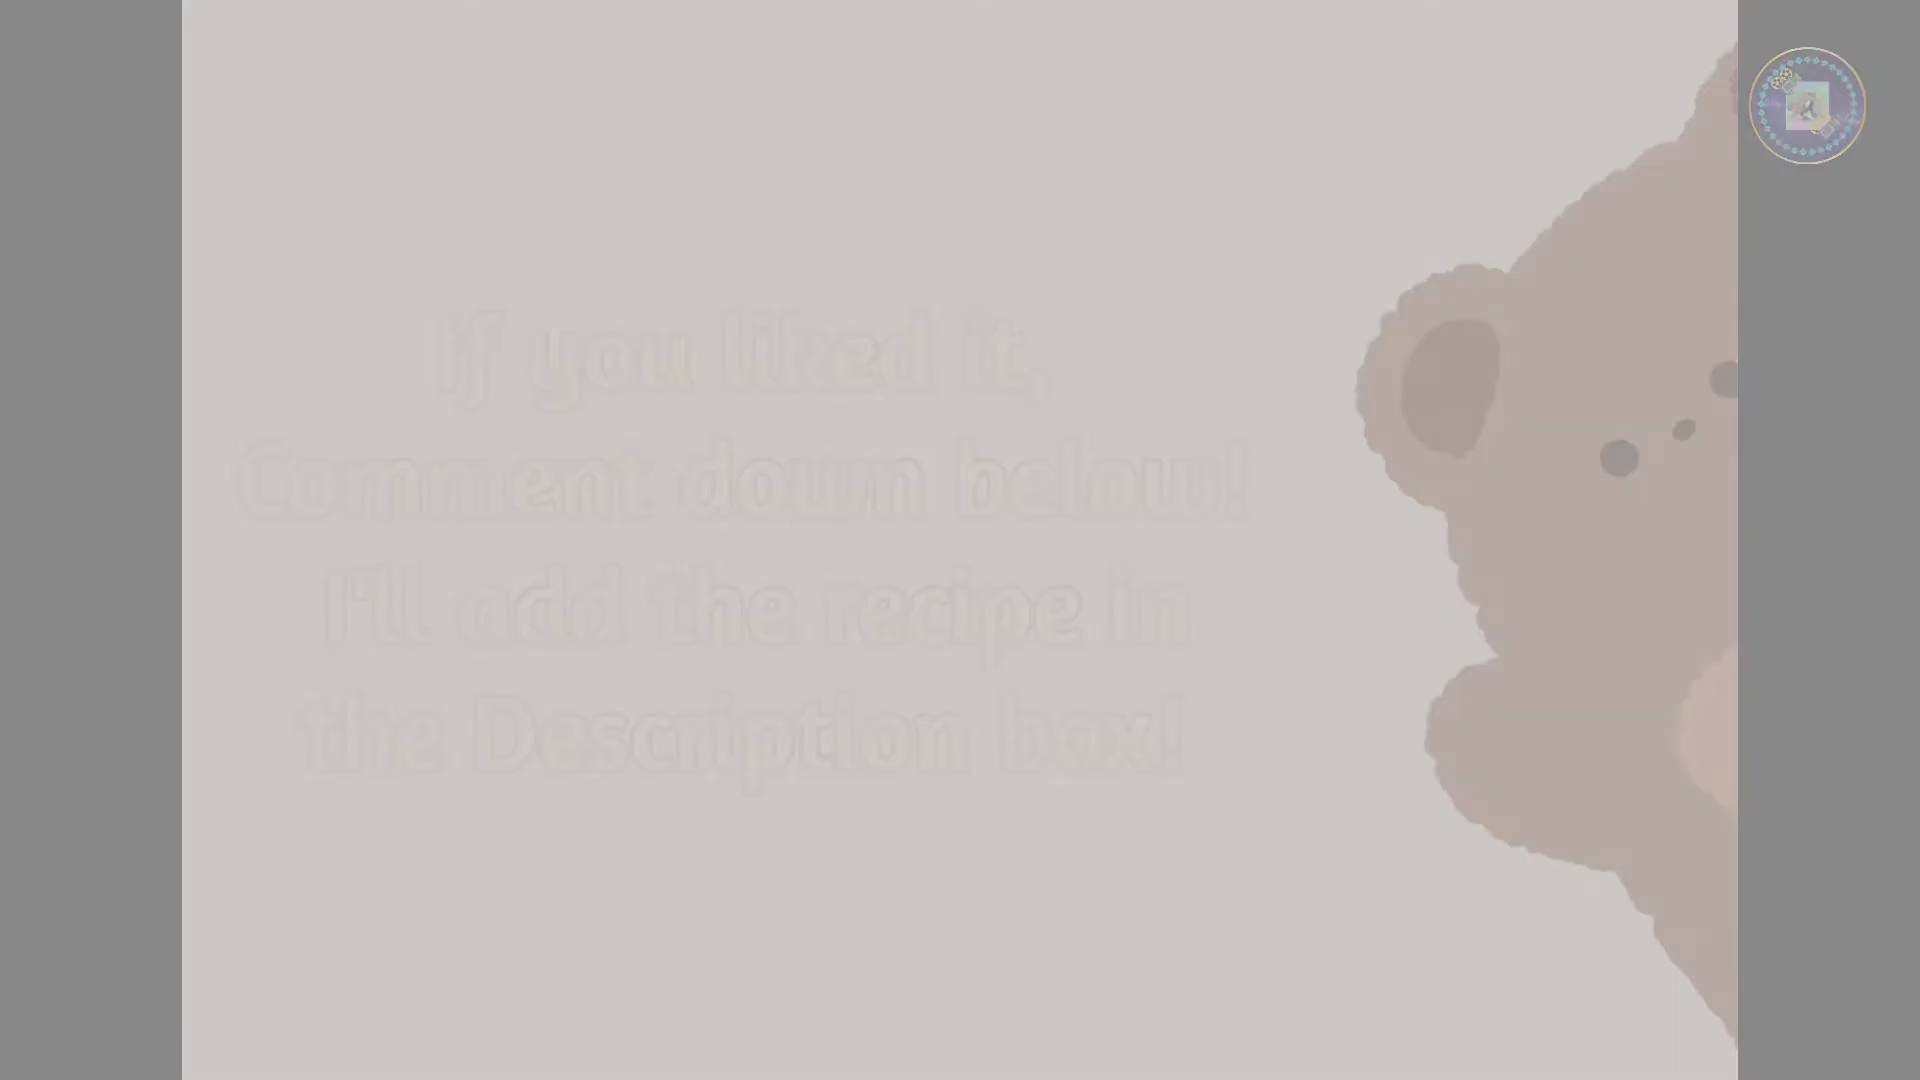 If you liked it,
Comment down below!
I'll add the recipe in
the Description box!